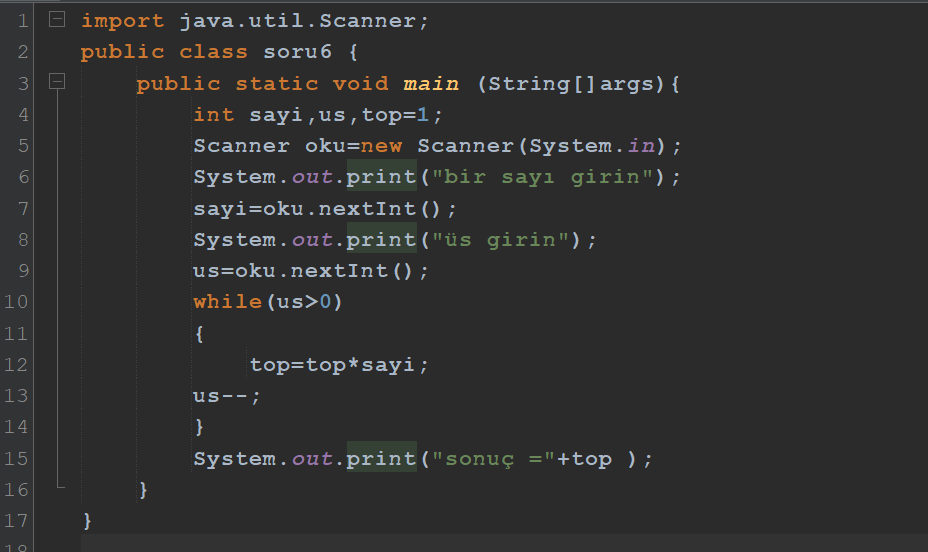 1 import java.util.Scanner;
2 public class soru6 {
3 public static void main (String[]args){
4 int sayi,us,top=1;
5 Scanner oku=new Scanner(System.in);
6 System.out.print("bir sayı girin");
7 sayi=oku.nextInt();
8 System.out.print("üs girin");
9 us=oku.nextInt();
10 while(us>0)
11 {
12 top=top*sayi;
13 us--;
14 }
15 System.out.print("sonuç ="+top );
16 }
17 }
18